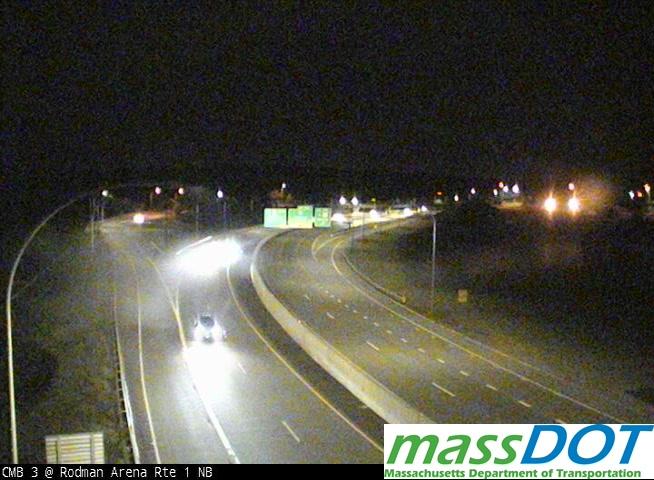 massDOT
Massachusetts Department of Transportation
CMB 3 @ Rodman Arena Rte 1 NB